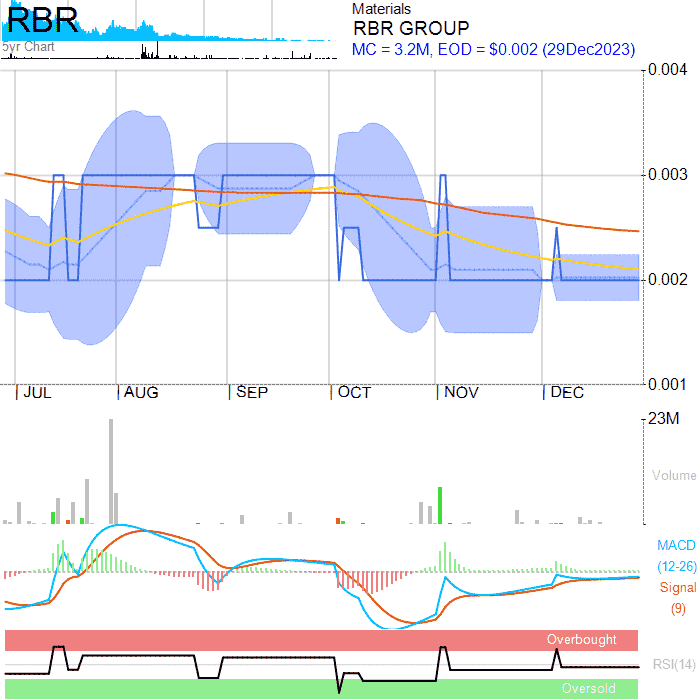 RBR
5yr Chart
Materials
RBR GROUP
MC = 3.2M, EOD = $0.002 (29Dec2023)
0.004
0.003
0.002
0.001
JUL AUG SEP OCT NOV DEC
23M
Volume
MACD
(12-26)
Signal
(9)
Overbought
RSI(14)
Oversold